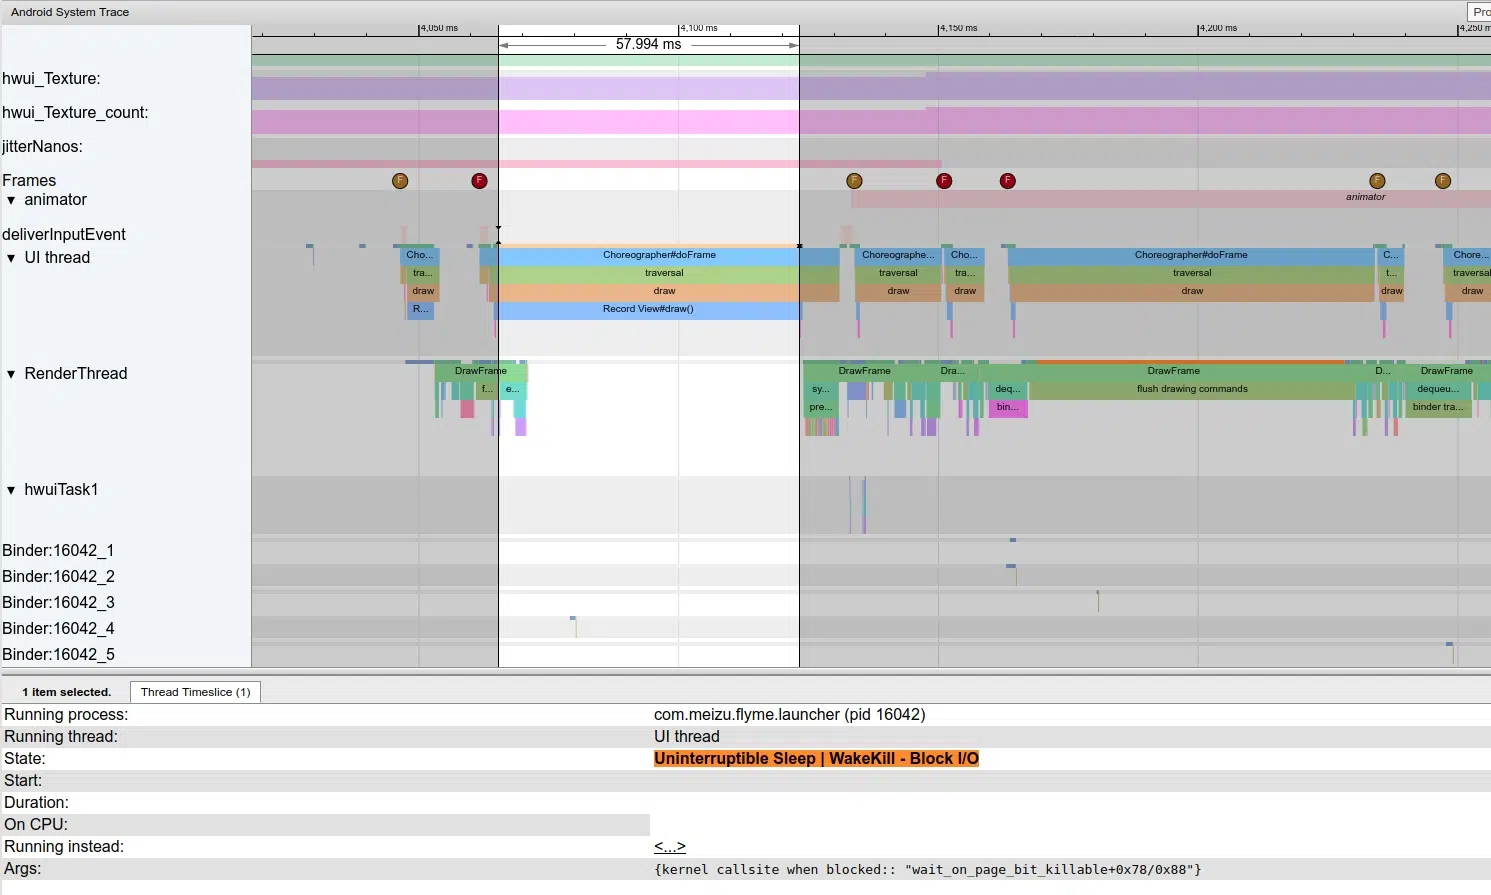 Android System Trace
Pro
4,050 ms 4,100 ms 4,150 ms 4,200 ms 4,250 m
57.994 ms
hwui_Texture:
hwui_Texture_count:
jitterNanos:
Frames F F F F F F F
▼ animator animator
deliverInputEvent
▼ UI thread
Cho... Choreographer#doFrame Choreographe... Cho... Choreographer#doFrame C... Chore...
tra... traversal traversal tra... traversal t... traversal
draw draw draw draw draw draw draw
R... Record View#draw()
▼ RenderThread
DrawFrame DrawFrame Dra... DrawFrame D... DrawFrame
f... e... sy... deq... flush drawing commands dequeu...
pre... bin... binder tra...
▼ hwuiTask1
Binder:16042_1
Binder:16042_2
Binder:16042_3
Binder:16042_4
Binder:16042_5
1 item selected. Thread Timeslice (1)
Running process: com.meizu.flyme.launcher (pid 16042)
Running thread: UI thread
State: Uninterruptible Sleep | WakeKill - Block I/O
Start:
Duration:
On CPU:
Running instead: <...>
Args: {kernel callsite when blocked:: "wait_on_page_bit_killable+0x78/0x88"}